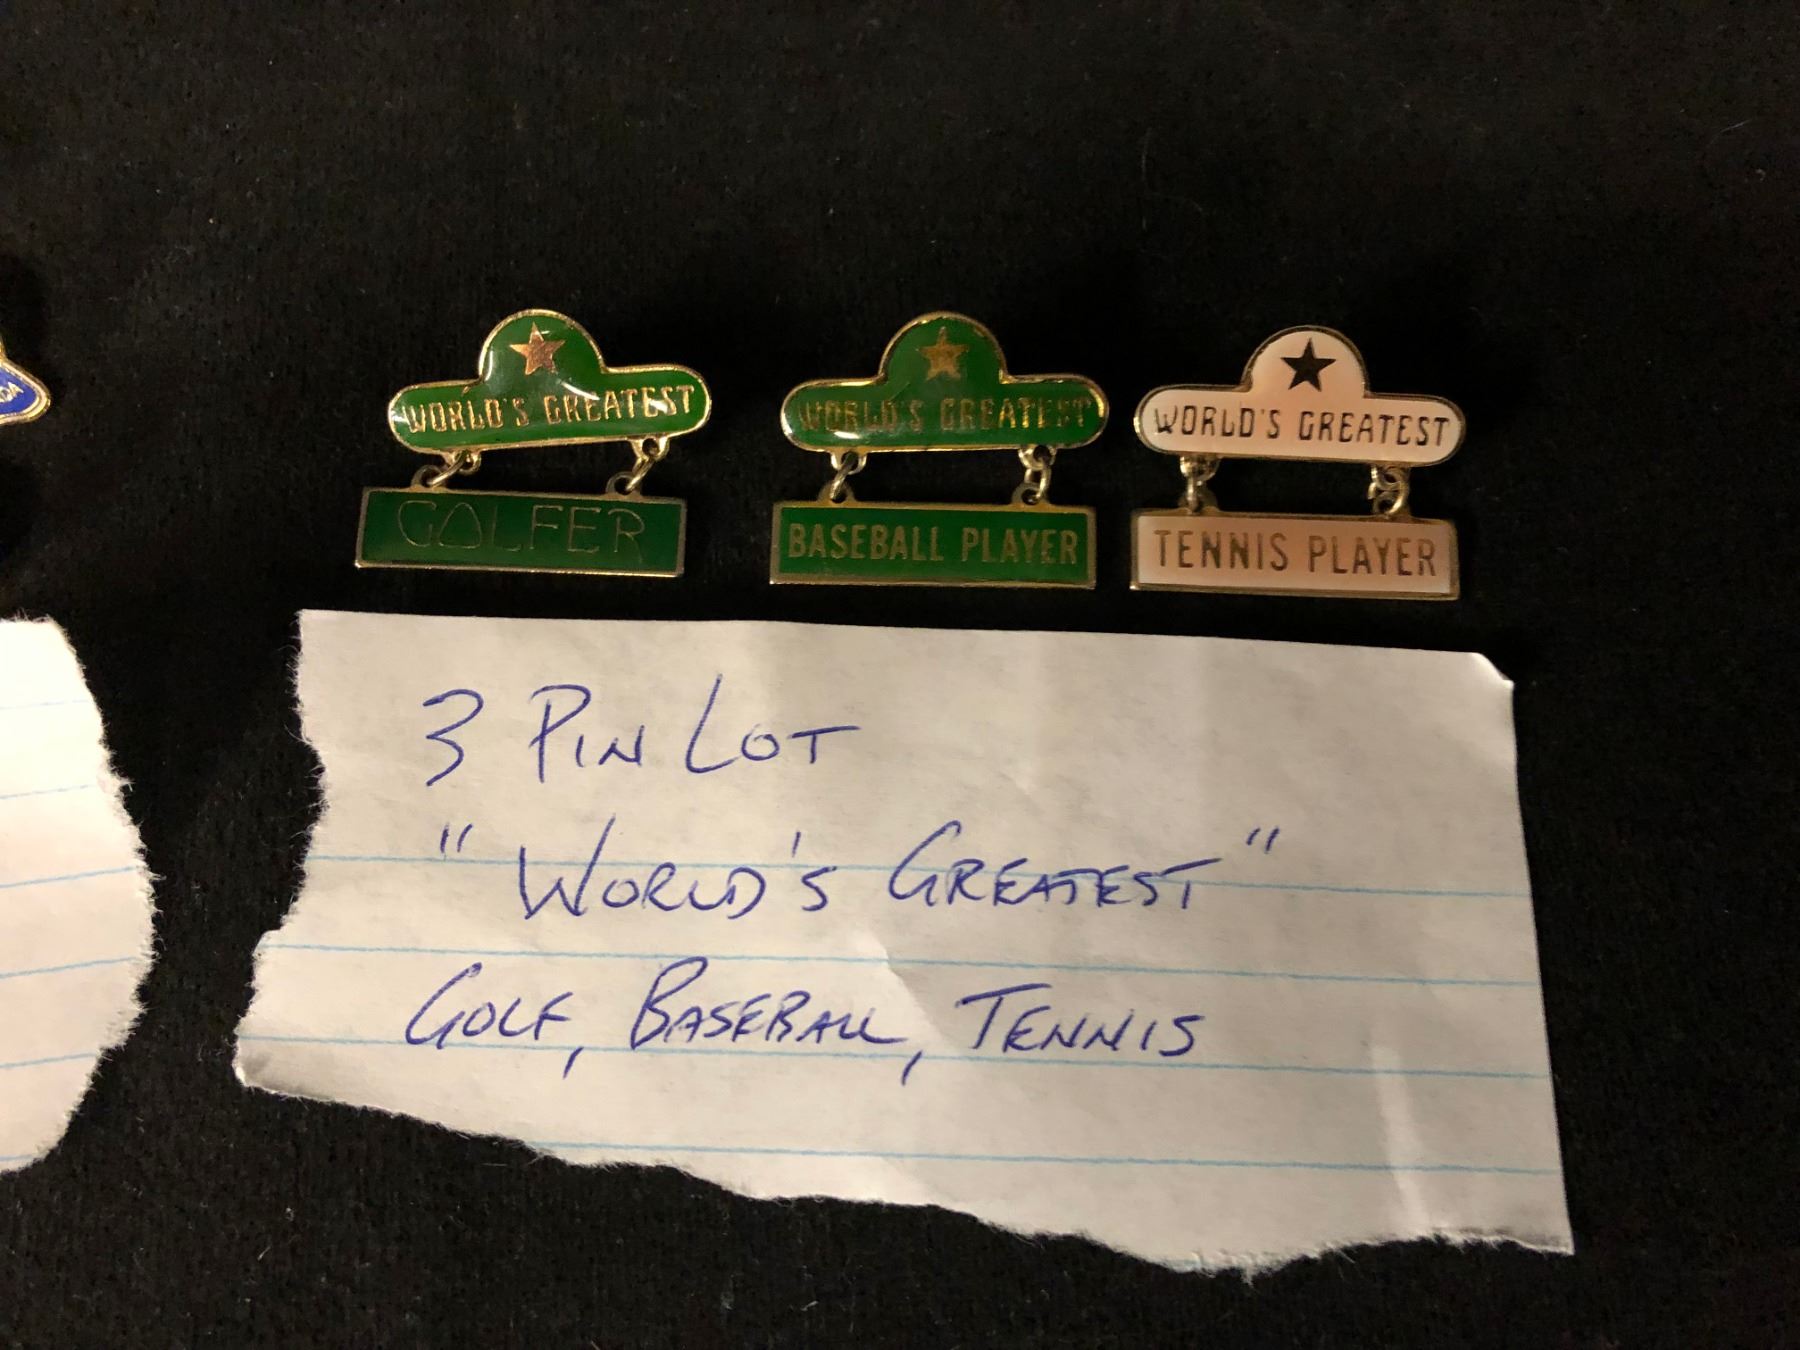 WORLD'S GREATEST
GOLFER
WORLD'S GREATEST
BASEBALL PLAYER
WORLD'S GREATEST
TENNIS PLAYER
3 PIN LOT
"WORLD'S GREATEST"
GOLF, BASEBALL, TENNIS